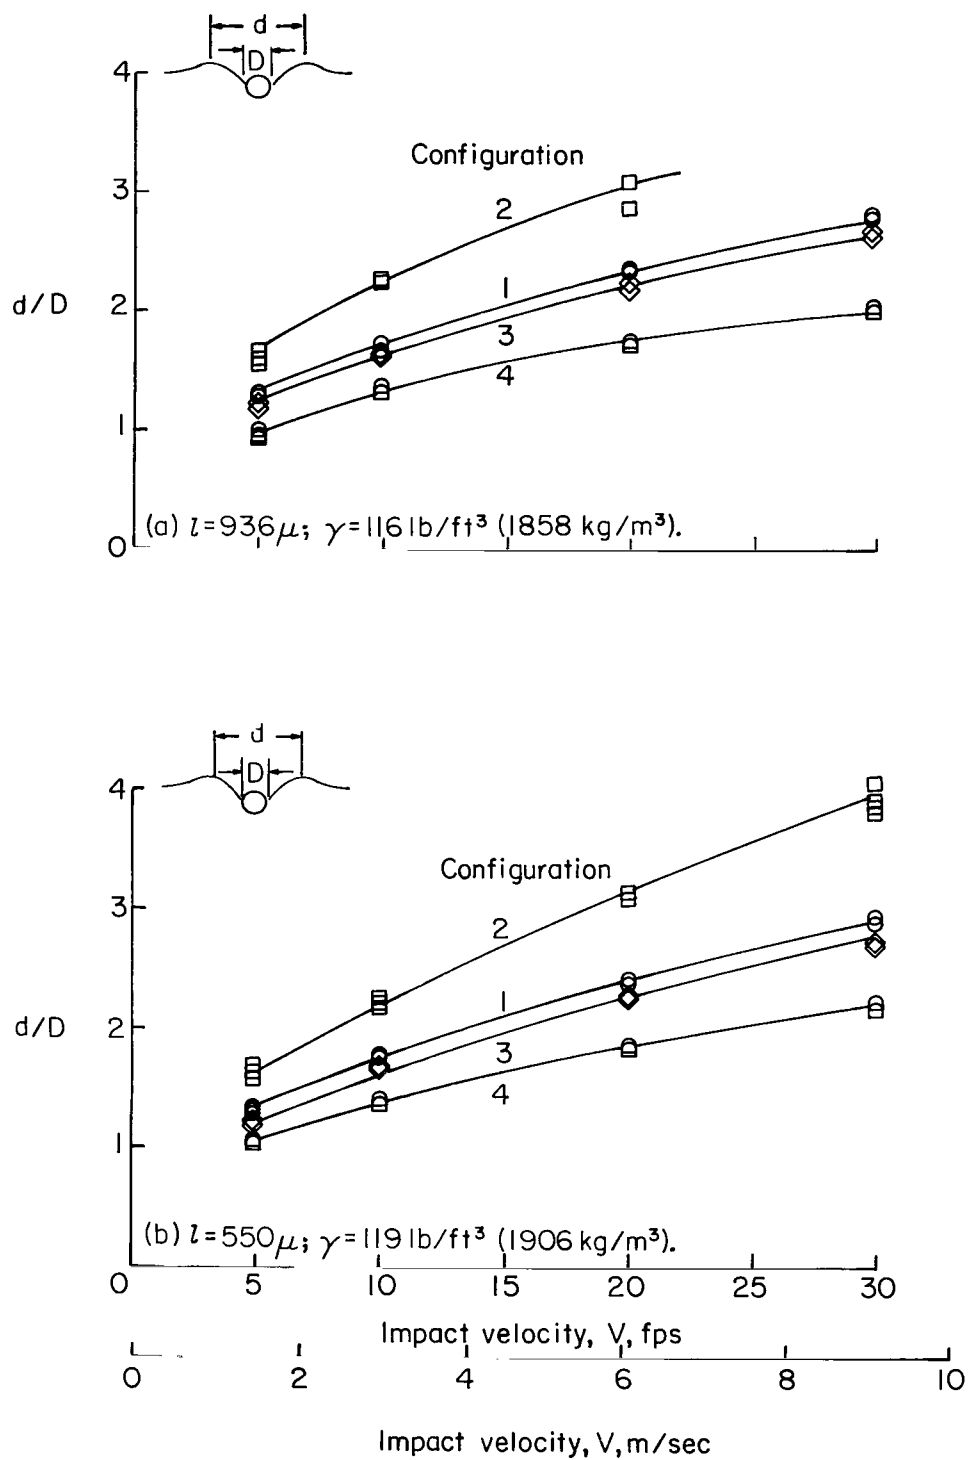 d
D
4
Configuration
3
2
1
d/D
2
3
4
1
(a) l=936μ; γ=116 lb/ft³ (1858 kg/m³).
0
d
D
4
Configuration
3
2
1
d/D
2
3
4
1
(b) l=550μ; γ=119 lb/ft³ (1906 kg/m³).
0 5 10 15 20 25 30
Impact velocity, V, fps
0 2 4 6 8 10
Impact velocity, V, m/sec